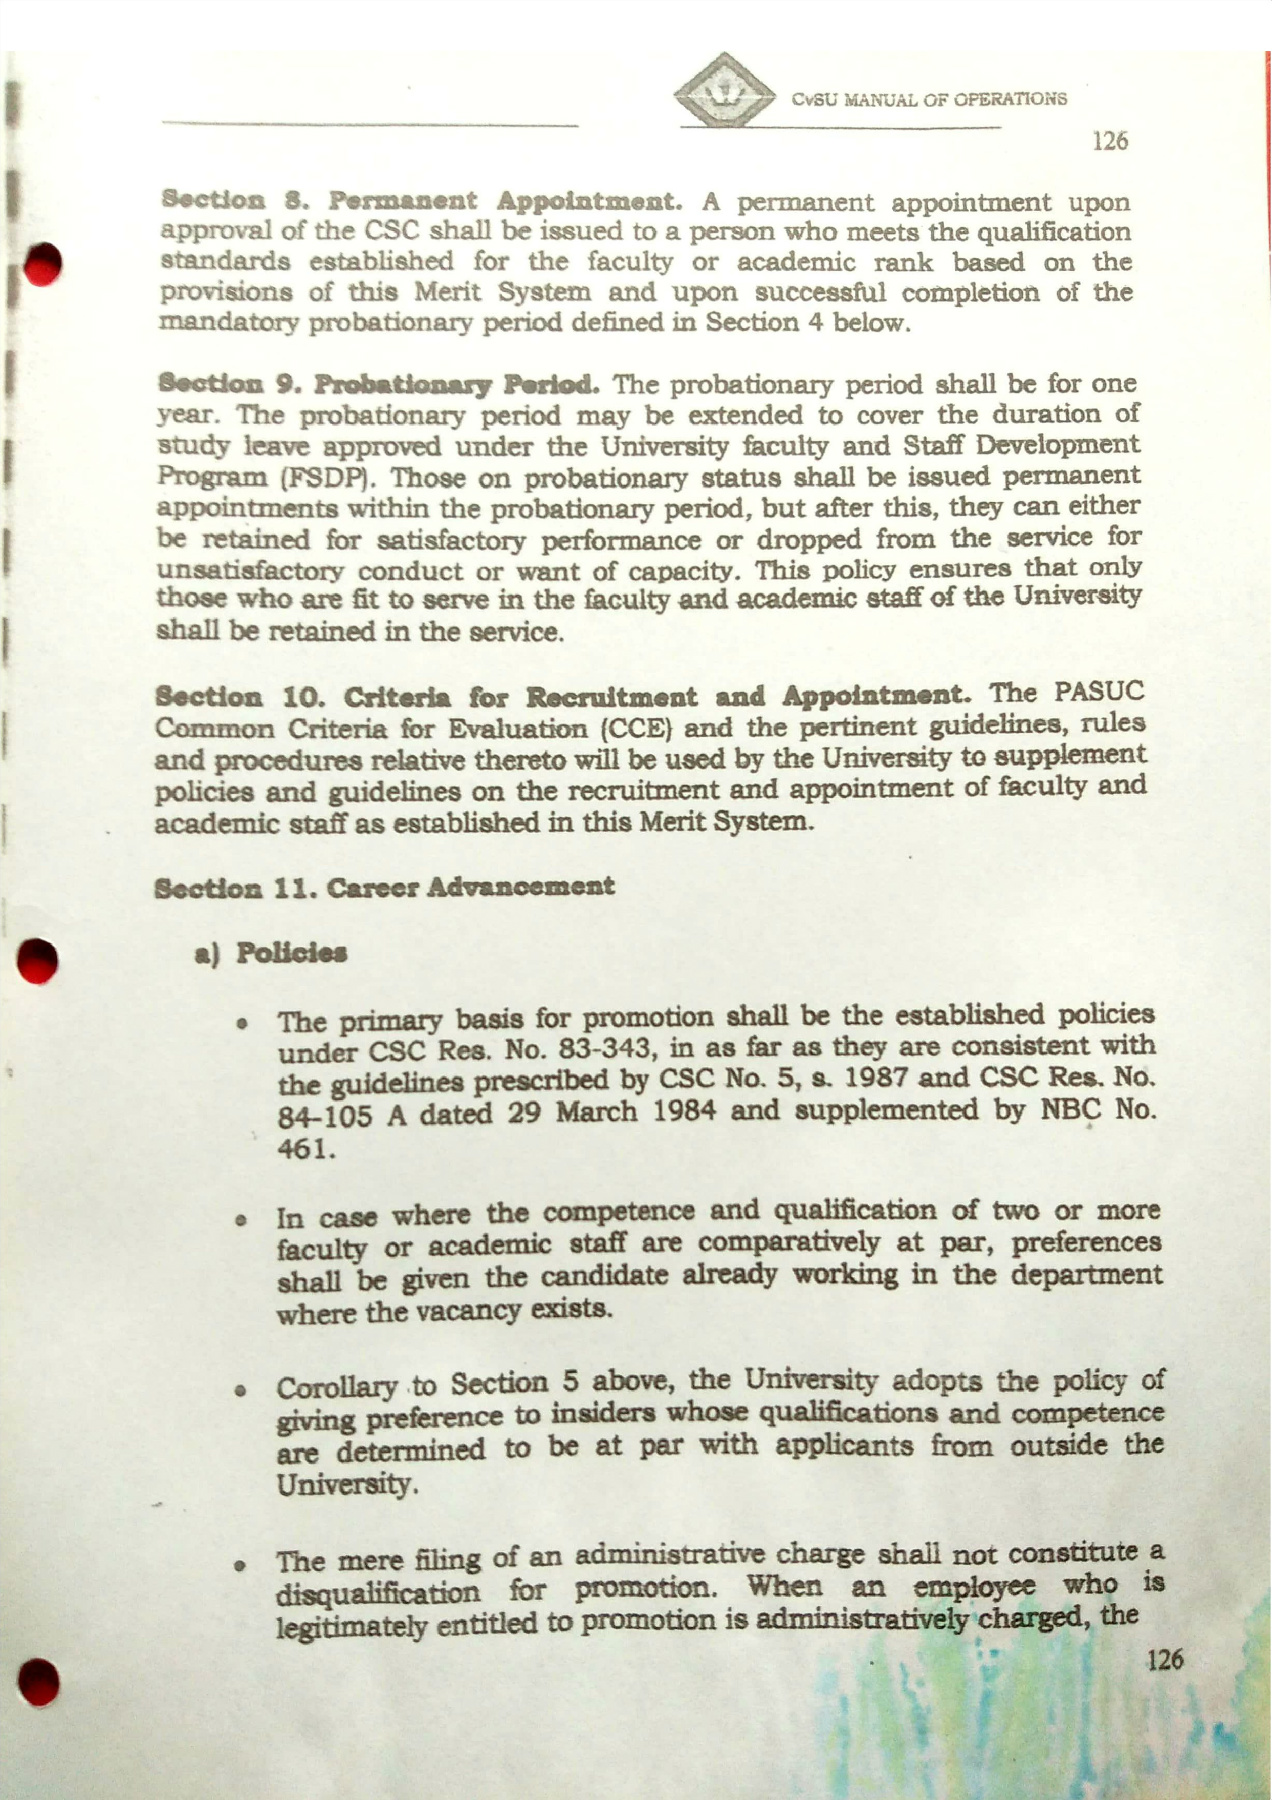 CvSU MANUAL OF OPERATIONS
126
Section 8. Permanent Appointment. A permanent appointment upon
approval of the CSC shall be issued to a person who meets the qualification
standards established for the faculty or academic rank based on the
provisions of this Merit System and upon successful completion of the
mandatory probationary period defined in Section 4 below.
Section 9. Probationary Period. The probationary period shall be for one
year. The probationary period may be extended to cover the duration of
study leave approved under the University faculty and Staff Development
Program (FSDP). Those on probationary status shall be issued permanent
appointments within the probationary period, but after this, they can either
be retained for satisfactory performance or dropped from the service for
unsatisfactory conduct or want of capacity. This policy ensures that only
those who are fit to serve in the faculty and academic staff of the University
shall be retained in the service.
Section 10. Criteria for Recruitment and Appointment. The PASUC
Common Criteria for Evaluation (CCE) and the pertinent guidelines, rules
and procedures relative thereto will be used by the University to supplement
policies and guidelines on the recruitment and appointment of faculty and
academic staff as established in this Merit System.
Section 11. Career Advancement
a) Policies
• The primary basis for promotion shall be the established policies
under CSC Res. No. 83-343, in as far as they are consistent with
the guidelines prescribed by CSC No. 5, s. 1987 and CSC Res. No.
84-105 A dated 29 March 1984 and supplemented by NBC No.
461.
• In case where the competence and qualification of two or more
faculty or academic staff are comparatively at par, preferences
shall be given the candidate already working in the department
where the vacancy exists.
• Corollary to Section 5 above, the University adopts the policy of
giving preference to insiders whose qualifications and competence
are determined to be at par with applicants from outside the
University.
• The mere filing of an administrative charge shall not constitute a
disqualification for promotion. When an employee who is
legitimately entitled to promotion is administratively charged, the
126